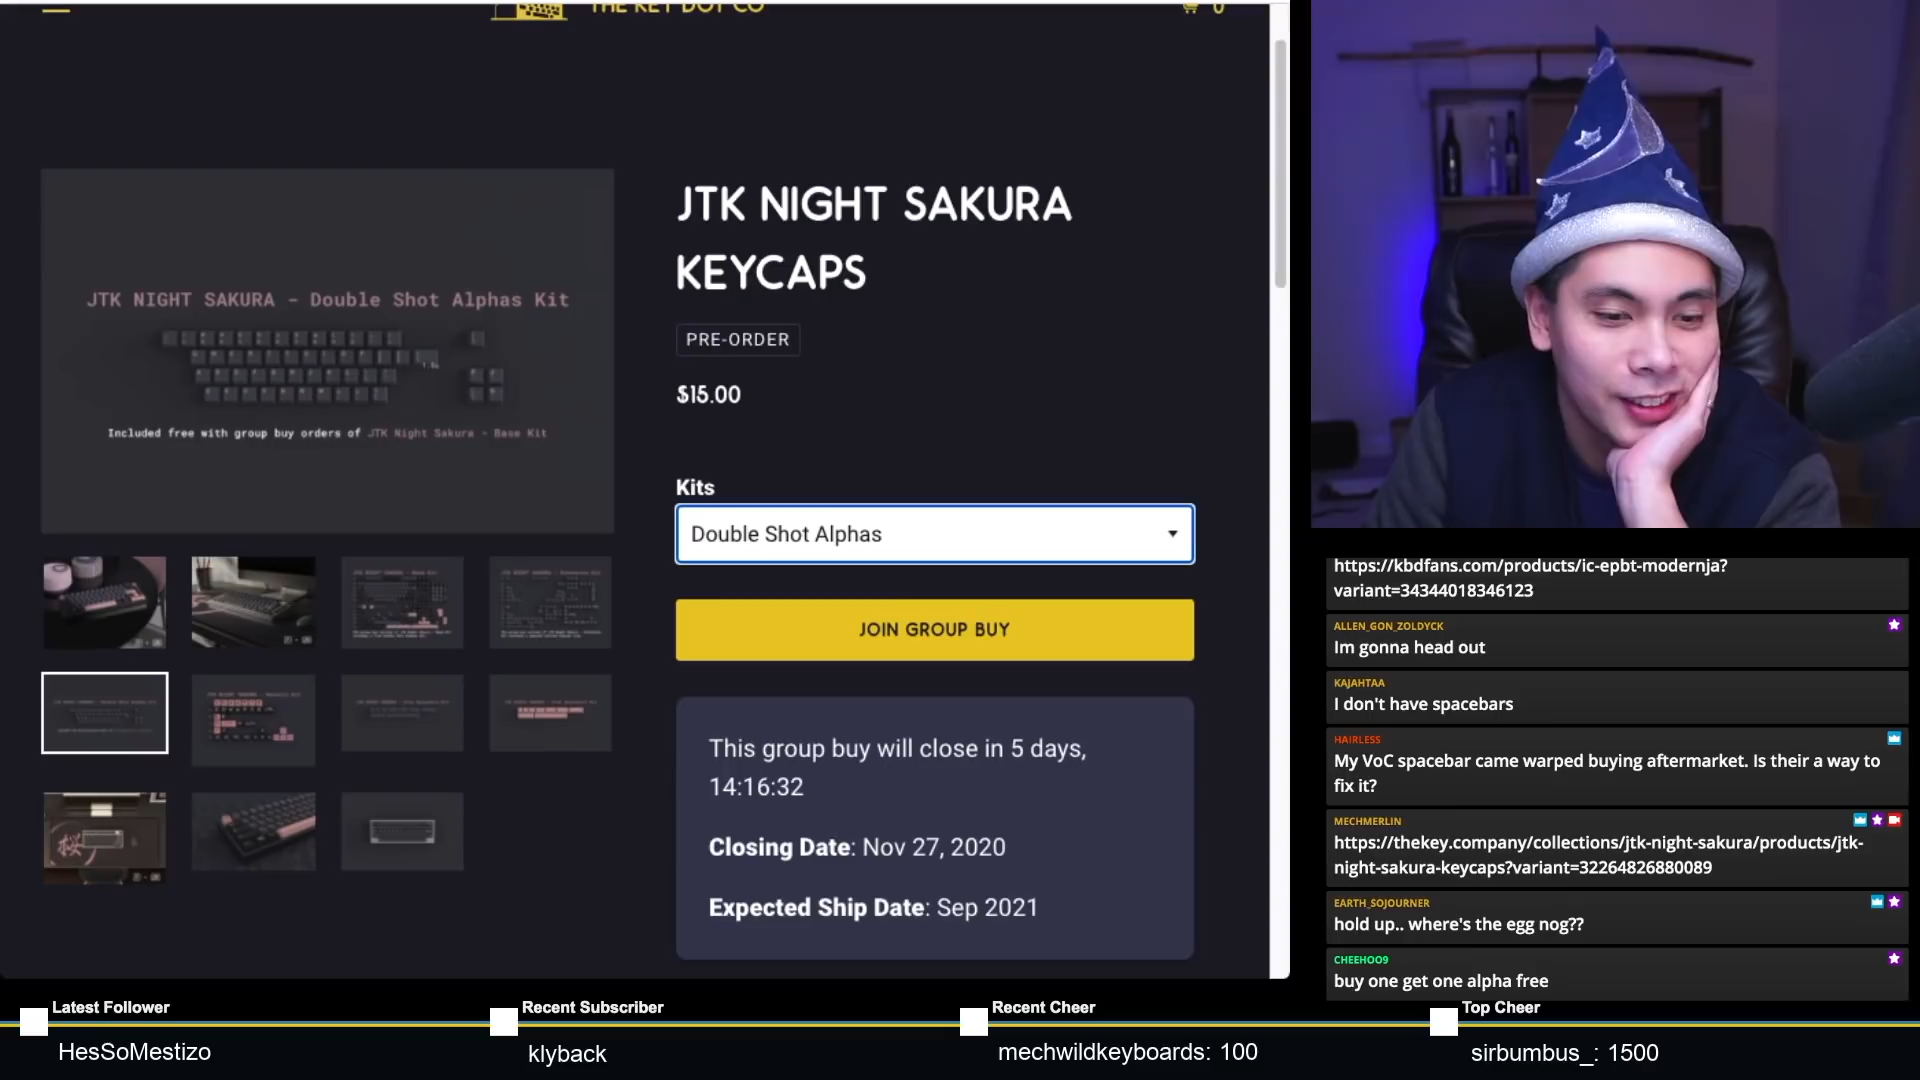 THE KEY DOT CO
0
JTK NIGHT SAKURA - Double Shot Alphas Kit
Included free with group buy orders of JTK Night Sakura - Base Kit
JTK NIGHT SAKURA
KEYCAPS
PRE-ORDER
$15.00
Kits
Double Shot Alphas
JOIN GROUP BUY
This group buy will close in 5 days,
14:16:32
Closing Date: Nov 27, 2020
Expected Ship Date: Sep 2021
https://kbdfans.com/products/ic-epbt-modernja?
variant=34344018346123
ALLEN_GON_ZOLDYCK
Im gonna head out
KAJAHTAA
I don't have spacebars
HAIRLESS
My VoC spacebar came warped buying aftermarket. Is their a way to
fix it?
MECHMERLIN
https://thekey.company/collections/jtk-night-sakura/products/jtk-
night-sakura-keycaps?variant=32264826880089
EARTH_SOJOURNER
hold up.. where's the egg nog??
CHEEHOO9
buy one get one alpha free
Latest Follower
HesSoMestizo
Recent Subscriber
klyback
Recent Cheer
mechwildkeyboards: 100
Top Cheer
sirbumbus_: 1500